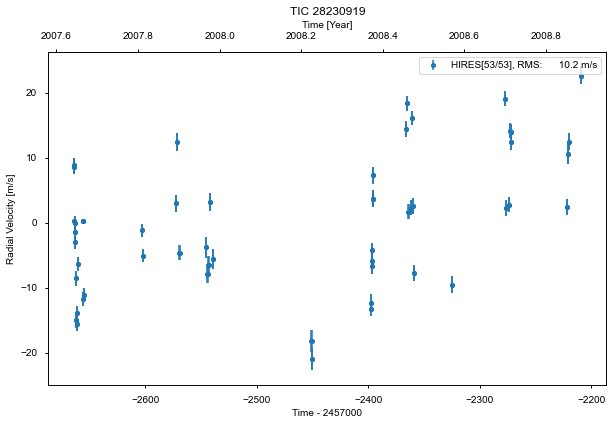 TIC 28230919
Time [Year]
2007.6 2007.8 2008.0 2008.2 2008.4 2008.6 2008.8
HIRES[53/53], RMS: 10.2 m/s
20
10
0
−10
−20
Radial Velocity [m/s]
−2600 −2500 −2400 −2300 −2200
Time - 2457000